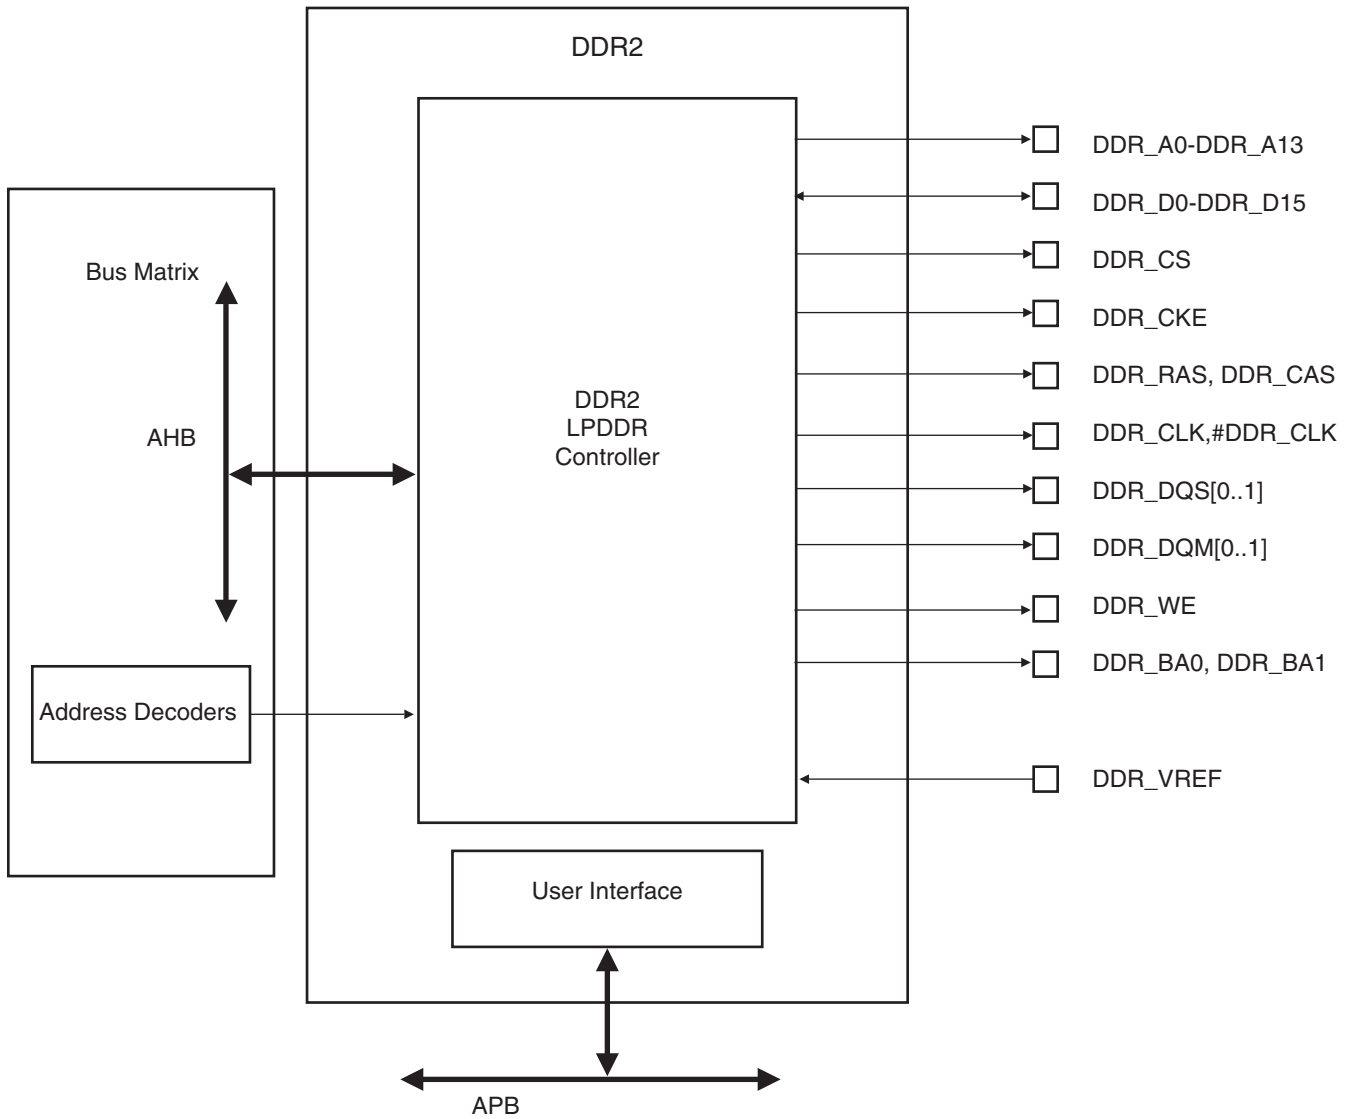 DDR2
DDR_A0-DDR_A13
DDR_D0-DDR_D15
DDR_CS
DDR_CKE
DDR_RAS, DDR_CAS
DDR_CLK,#DDR_CLK
DDR_DQS[0..1]
DDR_DQM[0..1]
DDR_WE
DDR_BA0, DDR_BA1
DDR_VREF
Bus Matrix
AHB
Address Decoders
DDR2
LPDDR
Controller
User Interface
APB